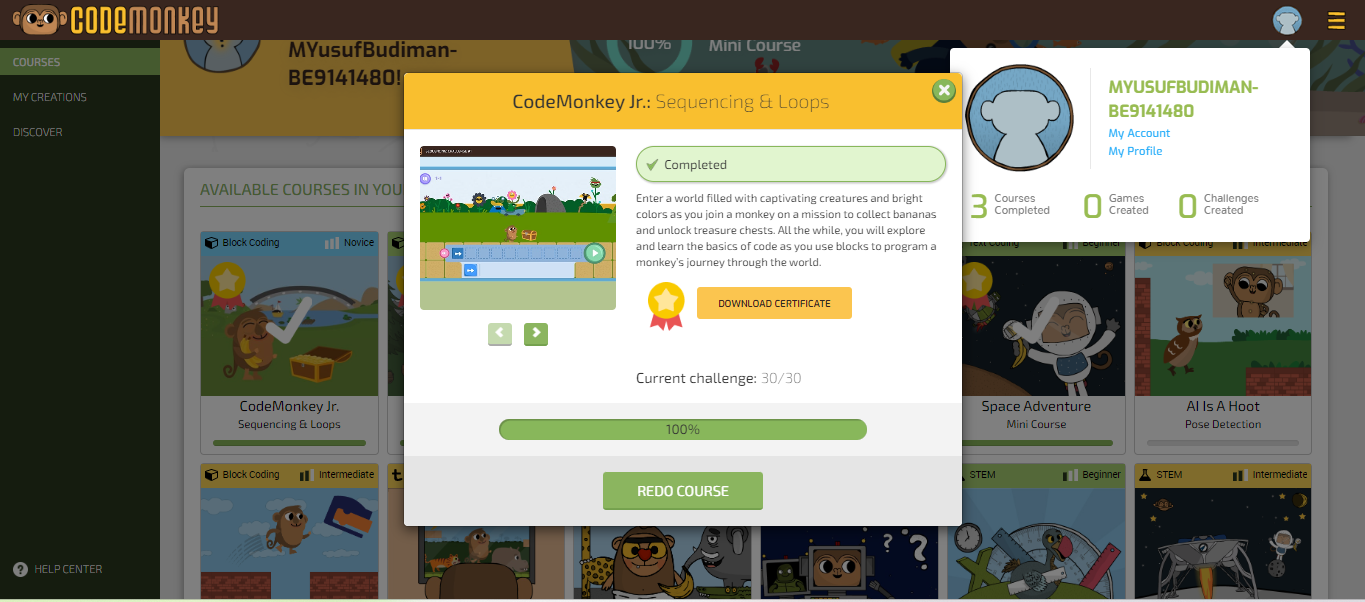 CODEMONKEY
COURSES
MY CREATIONS
DISCOVER
HELP CENTER
MYusufBudiman-
BE9141480!
100%
Mini Course
AVAILABLE COURSES IN YOU
CodeMonkey Jr.: Sequencing & Loops
Completed
Enter a world filled with captivating creatures and bright
colors as you join a monkey on a mission to collect bananas
and unlock treasure chests. All the while, you will explore
and learn the basics of code as you use blocks to program a
monkey's journey through the world.
DOWNLOAD CERTIFICATE
Current challenge: 30/30
100%
REDO COURSE
MYUSUFBUDIMAN-
BE9141480
My Account
My Profile
3 Courses
Completed
0 Games
Created
0 Challenges
Created
Block Coding Novice
CodeMonkey Jr.
Sequencing & Loops
Text Coding Beginner
Space Adventure
Mini Course
Block Coding Intermediate
AI Is A Hoot
Pose Detection
Block Coding Intermediate
STEM Beginner
STEM Intermediate
? ?